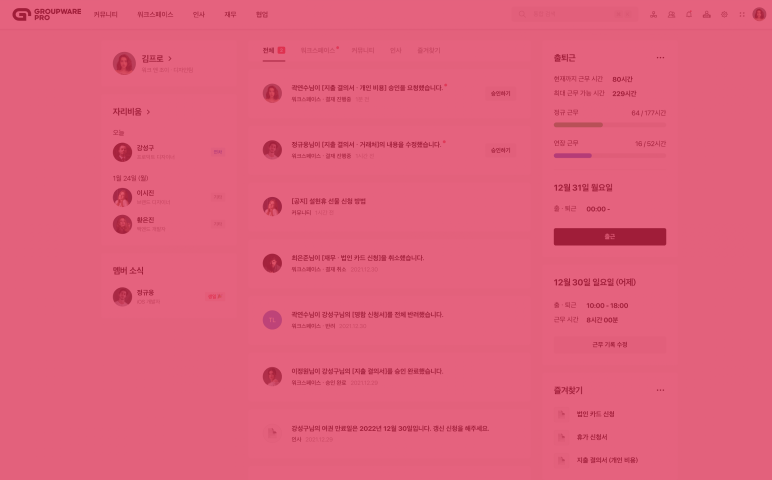 GROUPWARE PRO
커뮤니티 워크스페이스 인사 재무 협업
김프로
자리비움
오늘
강성구
1월 24일 (월)
이시진
황은진
멤버 소식
정규용
전체 워크스페이스 커뮤니티 인사 즐겨찾기
곽연수님이 [지출 결의서 - 개인 비용] 승인을 요청했습니다.
워크스페이스 · 결재 진행중
승인하기
정규용님이 [지출 결의서 - 거래처]의 내용을 수정했습니다.
워크스페이스 · 결재 진행중
승인하기
[공지] 설현휴 선물 신청 방법
커뮤니티
최은준님이 [재무 · 법인 카드 신청]를 취소했습니다.
워크스페이스 · 결재 취소
곽연수님이 강성구님의 [명함 신청서]를 전체 반려했습니다.
워크스페이스 · 반려
이정원님이 강성구님의 [지출 결의서]를 승인 완료했습니다.
워크스페이스 · 승인 완료
강성구님의 여권 만료일은 2022년 12월 30일입니다. 갱신 신청을 해주세요.
인사
출퇴근
현재까지 근무 시간 80시간
최대 근무 가능 시간 229시간
정규 근무 64 / 177시간
연장 근무 16 / 52시간
12월 31일 월요일
출 · 퇴근 00:00 -
출근
12월 30일 일요일 (어제)
출 · 퇴근 10:00 - 18:00
근무 시간 8시간 00분
근무 기록 수정
즐겨찾기
법인 카드 신청
휴가 신청서
지출 결의서 (개인 비용)